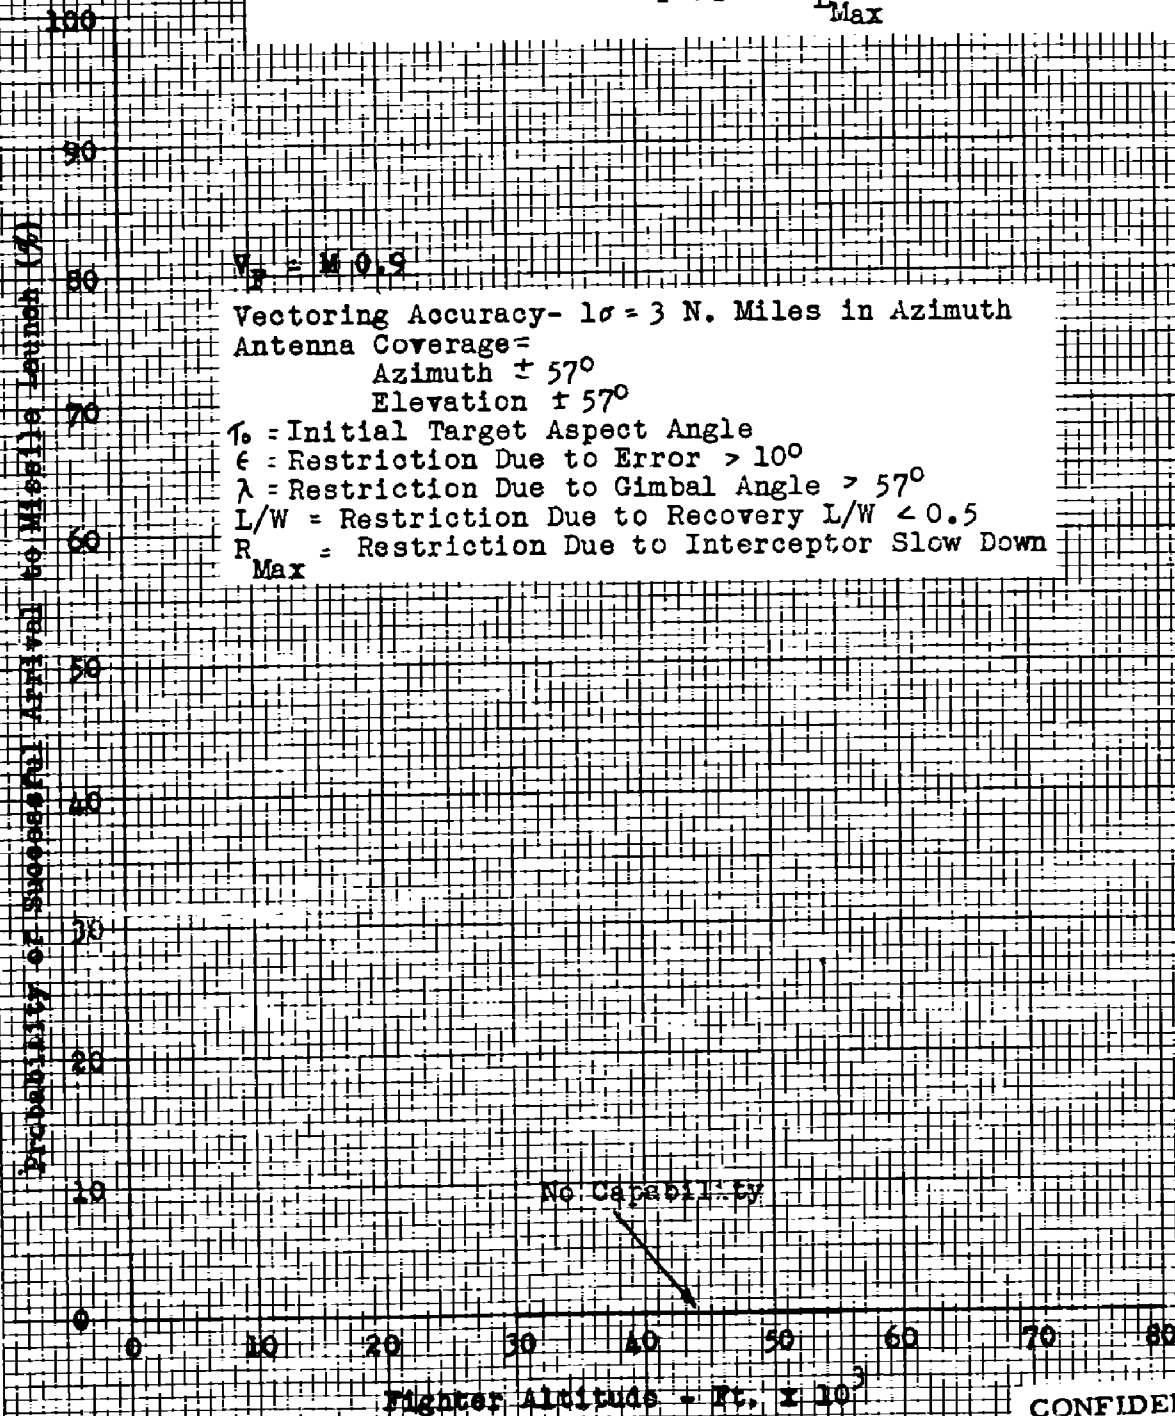 Max
100
90
80
70
60
50
40
30
20
10
0
Probability of Successful Arrival to Missile Launch (%)
V_F = M 0.9
Vectoring Accuracy- 1σ = 3 N. Miles in Azimuth
Antenna Coverage=
Azimuth ± 57°
Elevation ± 57°
τ₀ = Initial Target Aspect Angle
ϵ = Restriction Due to Error > 10°
λ = Restriction Due to Gimbal Angle > 57°
L/W = Restriction Due to Recovery L/W < 0.5
R_Max = Restriction Due to Interceptor Slow Down
No Capability
0 10 20 30 40 50 60 70 80
Fighter Altitude - Ft. x 10³
CONFIDE